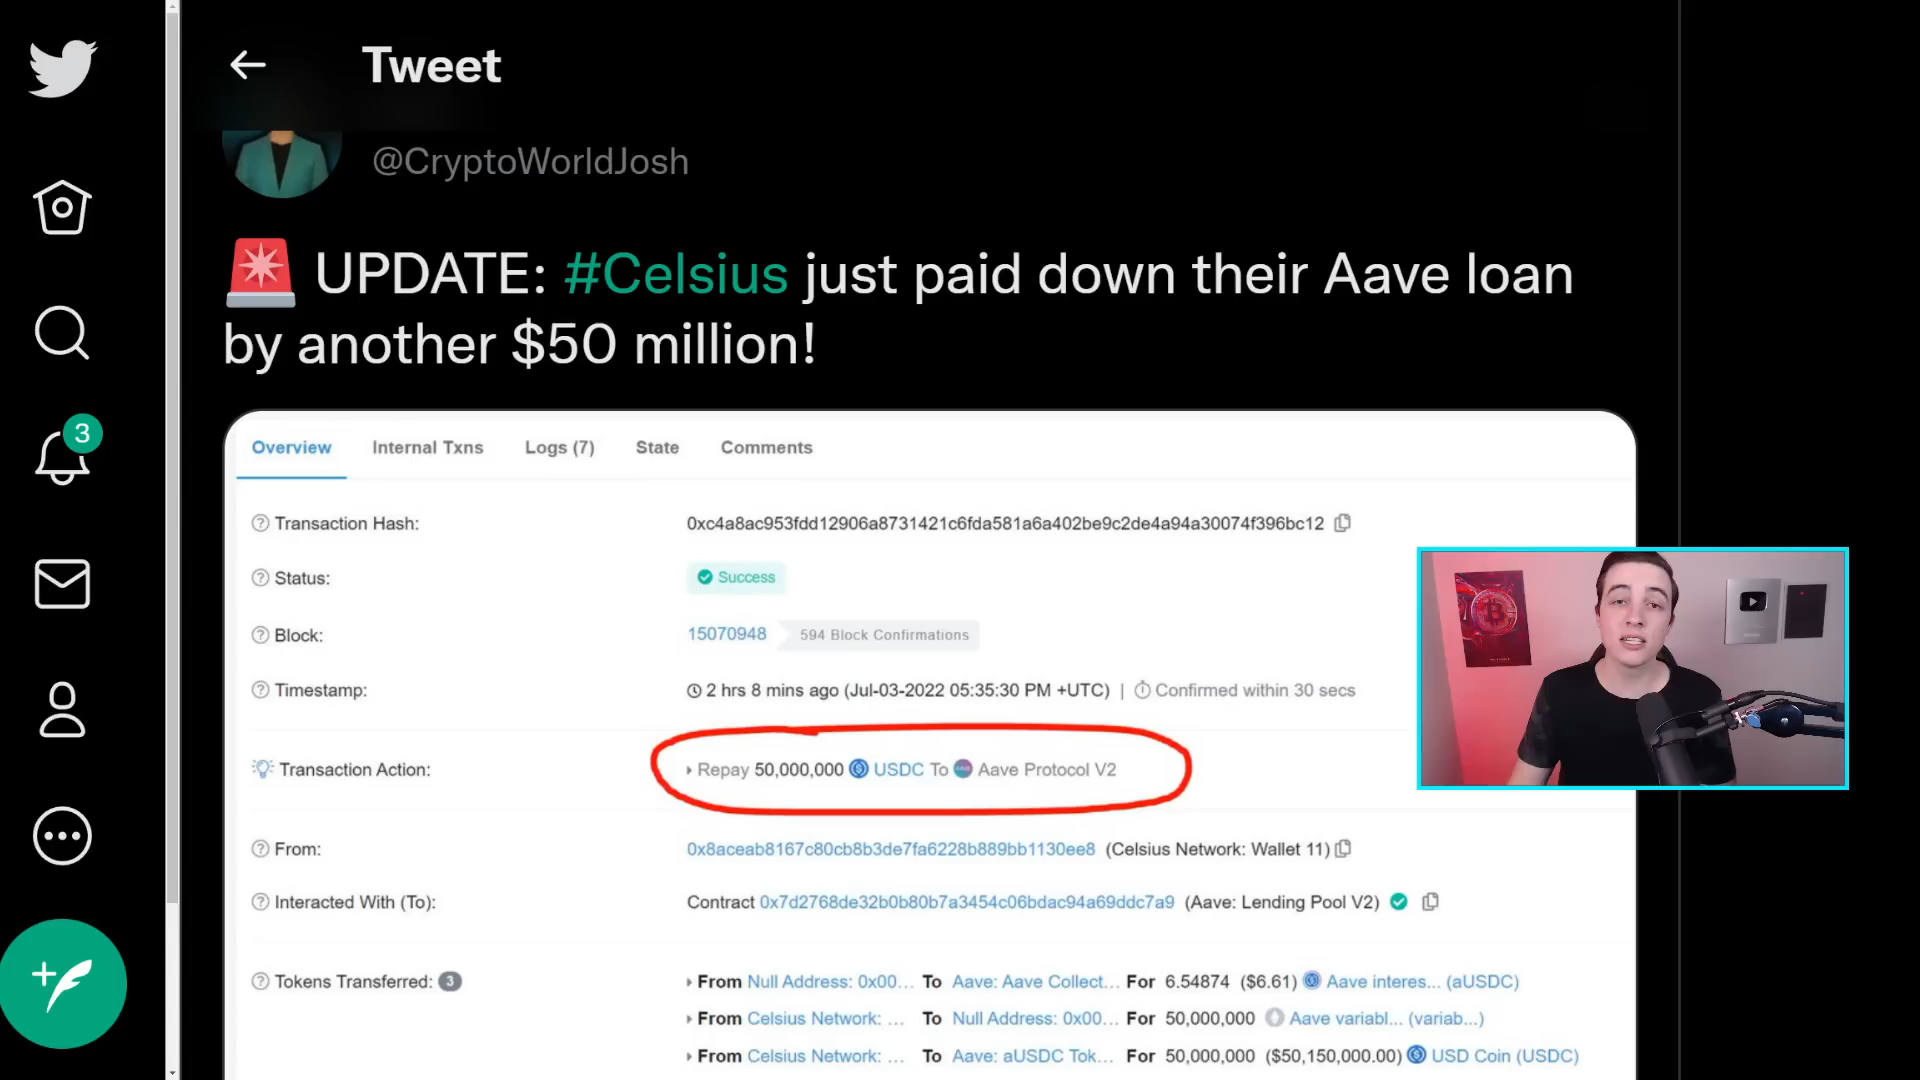 Tweet
@CryptoWorldJosh
UPDATE: #Celsius just paid down their Aave loan
by another $50 million!
3
Overview Internal Txns Logs (7) State Comments
Transaction Hash: 0xc4a8ac953fdd12906a8731421c6fda581a6a402be9c2de4a94a30074f396bc12
Status: Success
Block: 15070948 594 Block Confirmations
Timestamp: 2 hrs 8 mins ago (Jul-03-2022 05:35:30 PM +UTC) | Confirmed within 30 secs
Transaction Action: Repay 50,000,000 USDC To Aave Protocol V2
From: 0x8aceab8167c80cb8b3de7fa6228b889bb1130ee8 (Celsius Network: Wallet 11)
Interacted With (To): Contract 0x7d2768de32b0b80b7a3454c06bdac94a69ddc7a9 (Aave: Lending Pool V2)
Tokens Transferred: 3 From Null Address: 0x00... To Aave: Aave Collect... For 6.54874 ($6.61) Aave interes... (aUSDC)
From Celsius Network: ... To Null Address: 0x00... For 50,000,000 Aave variabl... (variab...)
From Celsius Network: ... To Aave: aUSDC Tok... For 50,000,000 ($50,150,000.00) USD Coin (USDC)